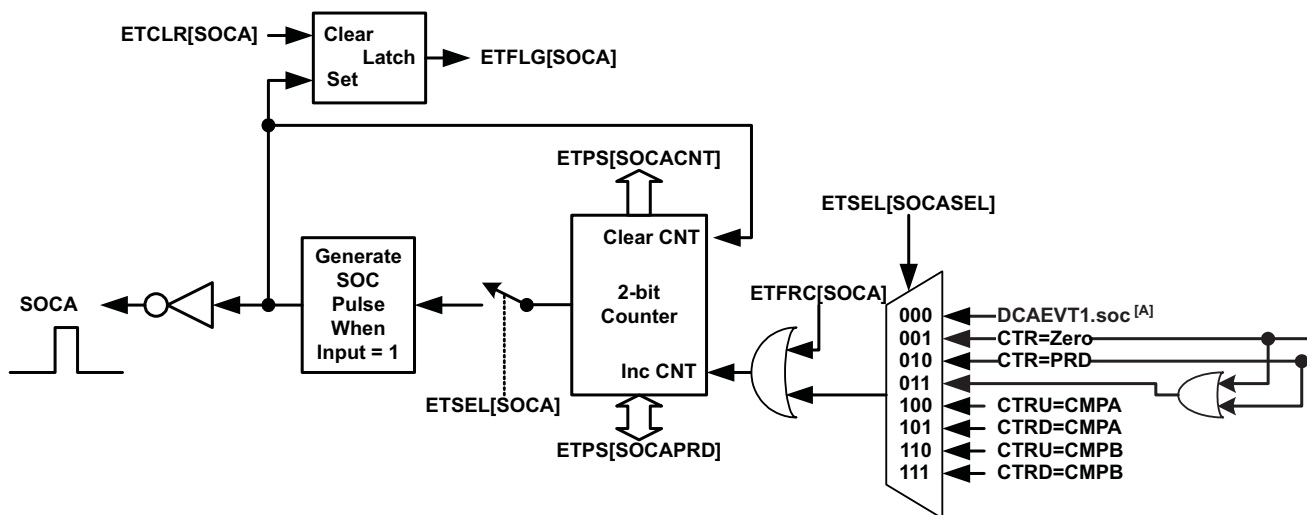 ETCLR[SOCA]
Clear
Latch
Set
ETFLG[SOCA]
ETPS[SOCACNT]
ETSEL[SOCASEL]
Clear CNT
2-bit
Counter
Inc CNT
Generate
SOC
Pulse
When
Input = 1
SOCA
ETFRC[SOCA]
ETSEL[SOCA]
ETPS[SOCAPRD]
000 DCAEVT1.soc [A]
001 CTR=Zero
010 CTR=PRD
011
100 CTRU=CMPA
101 CTRD=CMPA
110 CTRU=CMPB
111 CTRD=CMPB